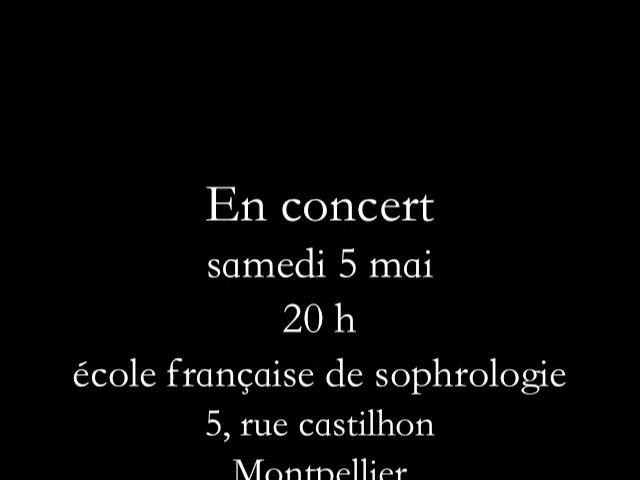 En concert
samedi 5 mai
20 h
école française de sophrologie
5, rue castilhon
Montpellier